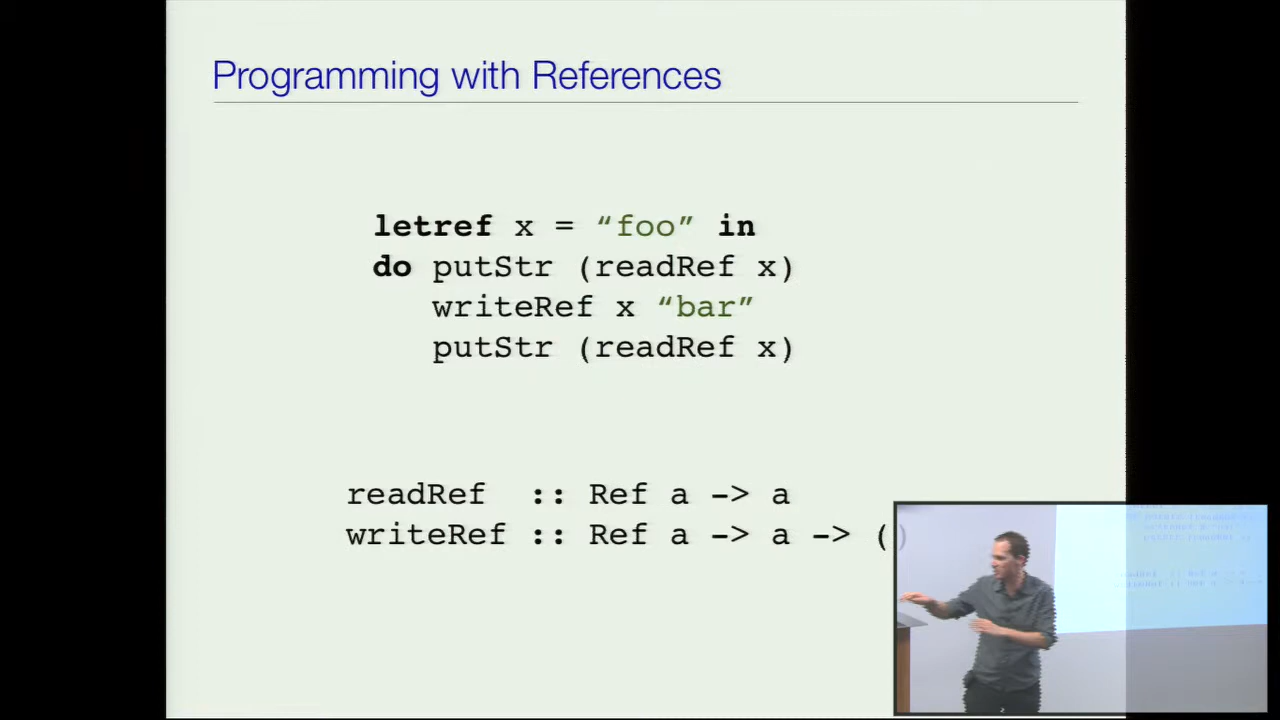 Programming with References
letref x = “foo” in
do putStr (readRef x)
writeRef x “bar”
putStr (readRef x)
readRef :: Ref a -> a
writeRef :: Ref a -> a -> ()